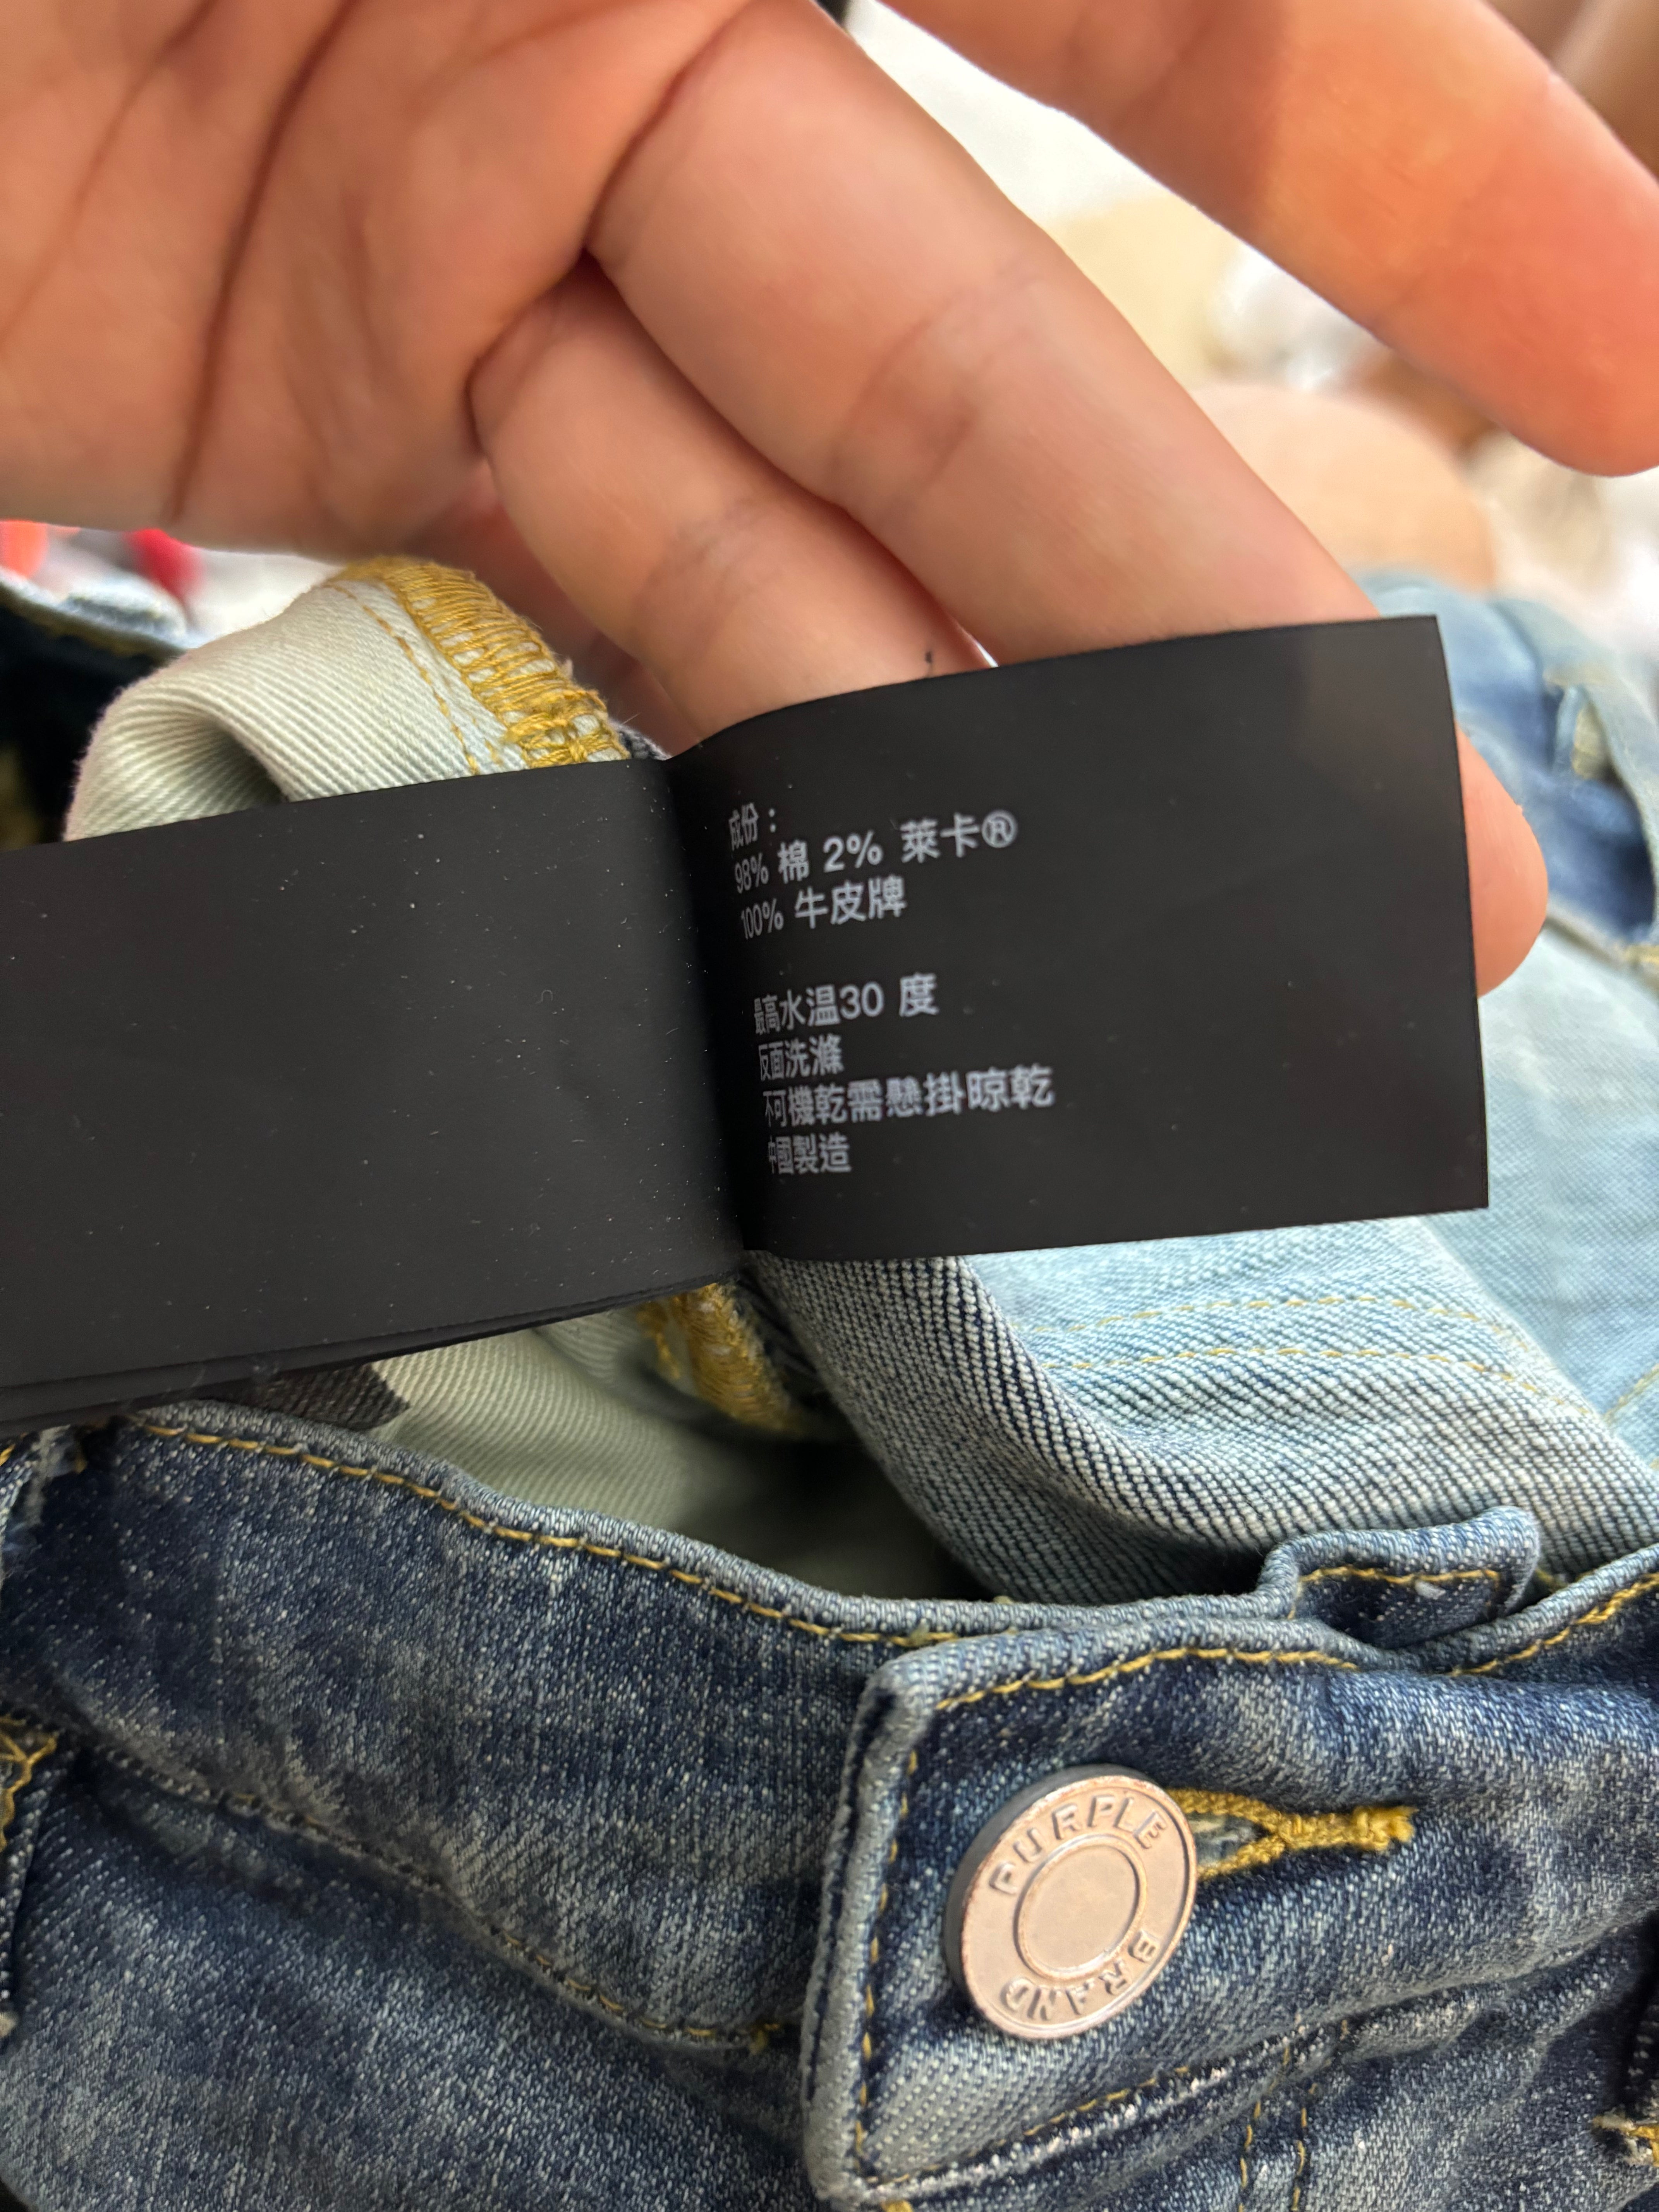 成份：
98% 棉 2% 萊卡®
100% 牛皮牌
最高水温30 度
反面洗滌
不可機乾需懸掛晾乾
中國製造
PURPLE
BRAND